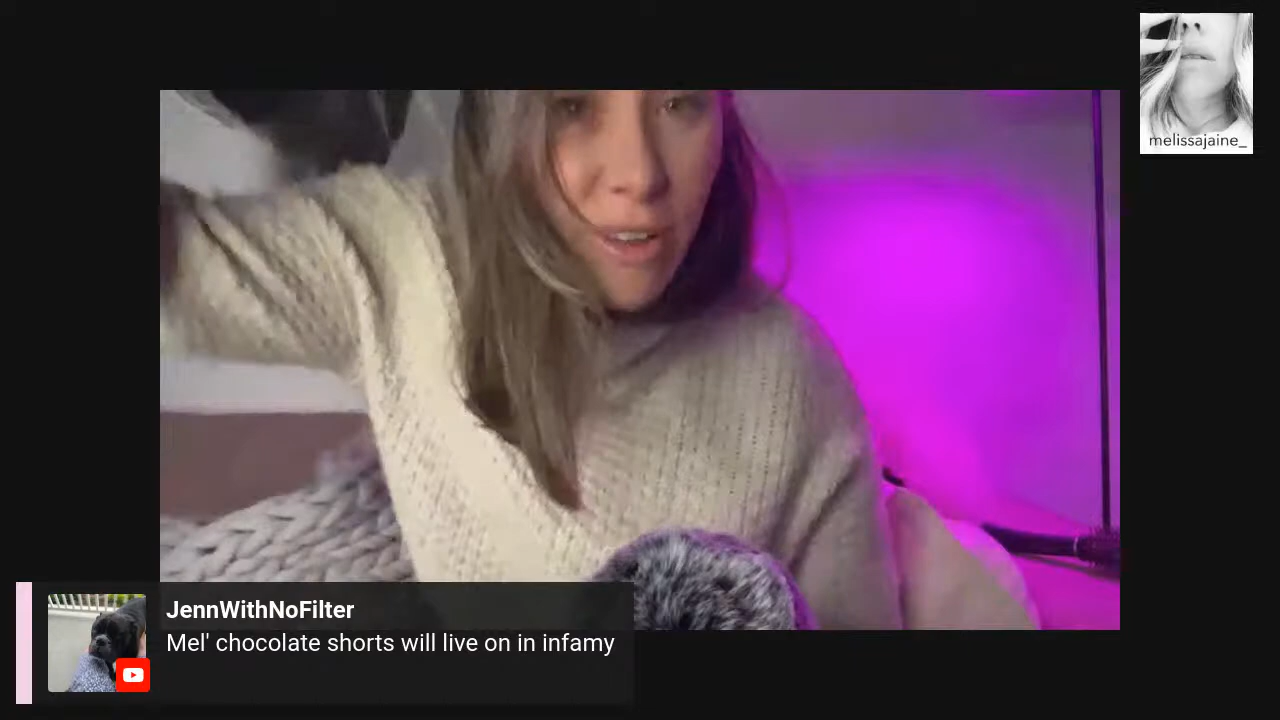 melissajaine_
JennWithNoFilter
Mel' chocolate shorts will live on in infamy